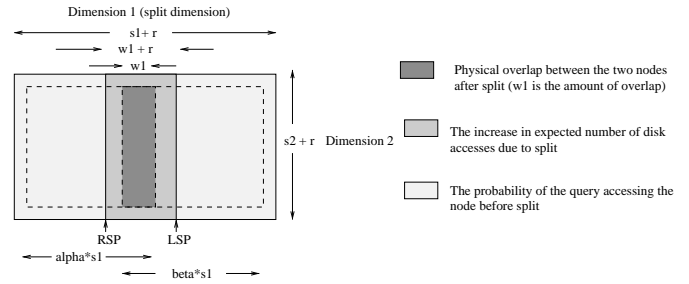 Dimension 1 (split dimension)
s1+ r
w1 + r
w1
s2 + r Dimension 2
RSP LSP
alpha*s1
beta*s1
Physical overlap between the two nodes
after split (w1 is the amount of overlap)
The increase in expected number of disk
accesses due to split
The probability of the query accessing the
node before split